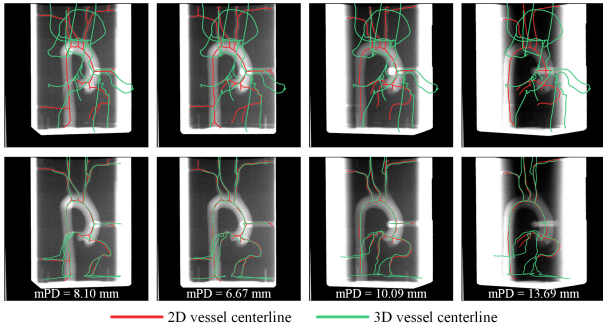 mPD = 8.10 mm
mPD = 6.67 mm
mPD = 10.09 mm
mPD = 13.69 mm
2D vessel centerline
3D vessel centerline